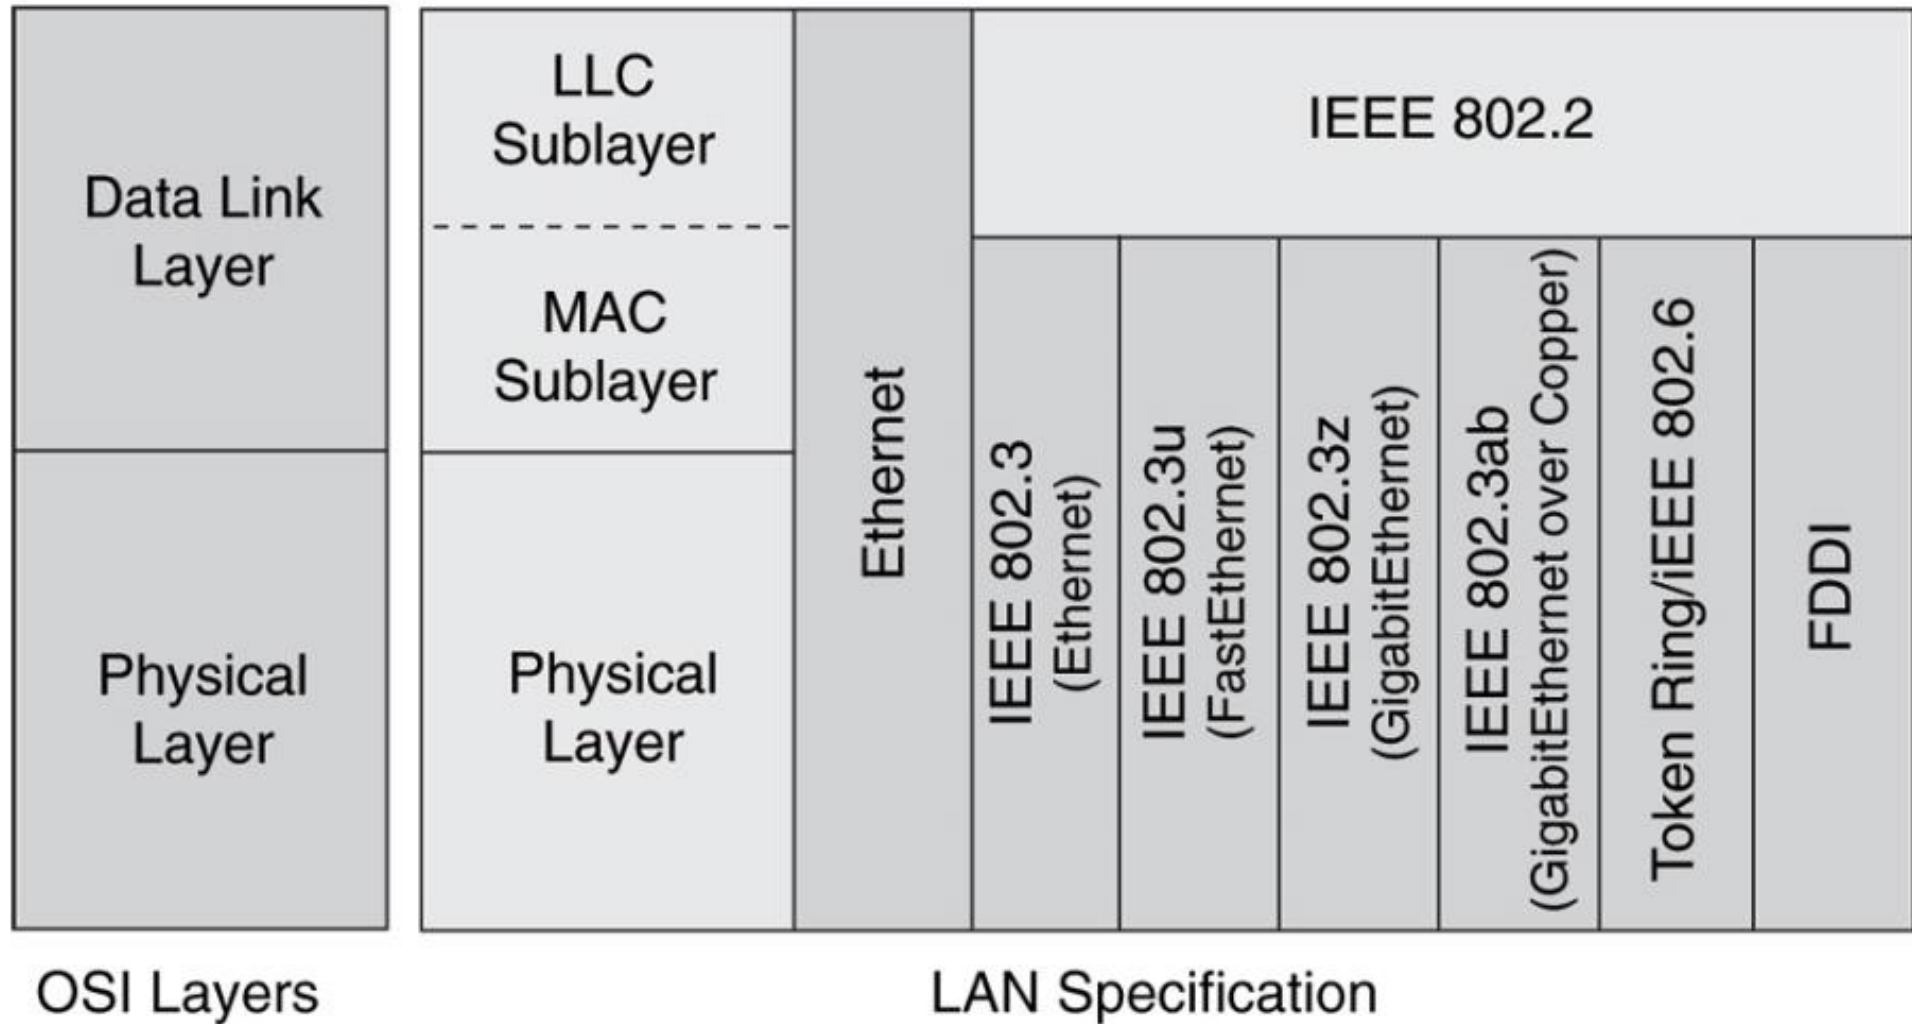 Data Link
Layer
Physical
Layer
OSI Layers
LLC
Sublayer
MAC
Sublayer
Physical
Layer
Ethernet
IEEE 802.2
IEEE 802.3
(Ethernet)
IEEE 802.3u
(FastEthernet)
IEEE 802.3z
(GigabitEthernet)
IEEE 802.3ab
(GigabitEthernet over Copper)
Token Ring/iEEE 802.6
FDDI
LAN Specification